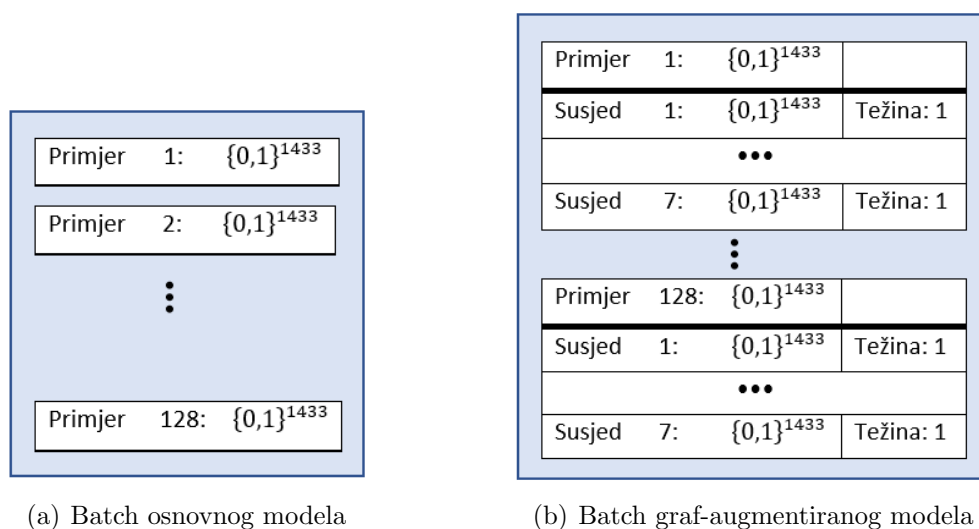 Primjer 1: {0,1}^1433
Primjer 2: {0,1}^1433
Primjer 128: {0,1}^1433
(a) Batch osnovnog modela
Primjer 1: {0,1}^1433
Susjed 1: {0,1}^1433 Težina: 1
•••
Susjed 7: {0,1}^1433 Težina: 1
Primjer 128: {0,1}^1433
Susjed 1: {0,1}^1433 Težina: 1
•••
Susjed 7: {0,1}^1433 Težina: 1
(b) Batch graf-augmentiranog modela